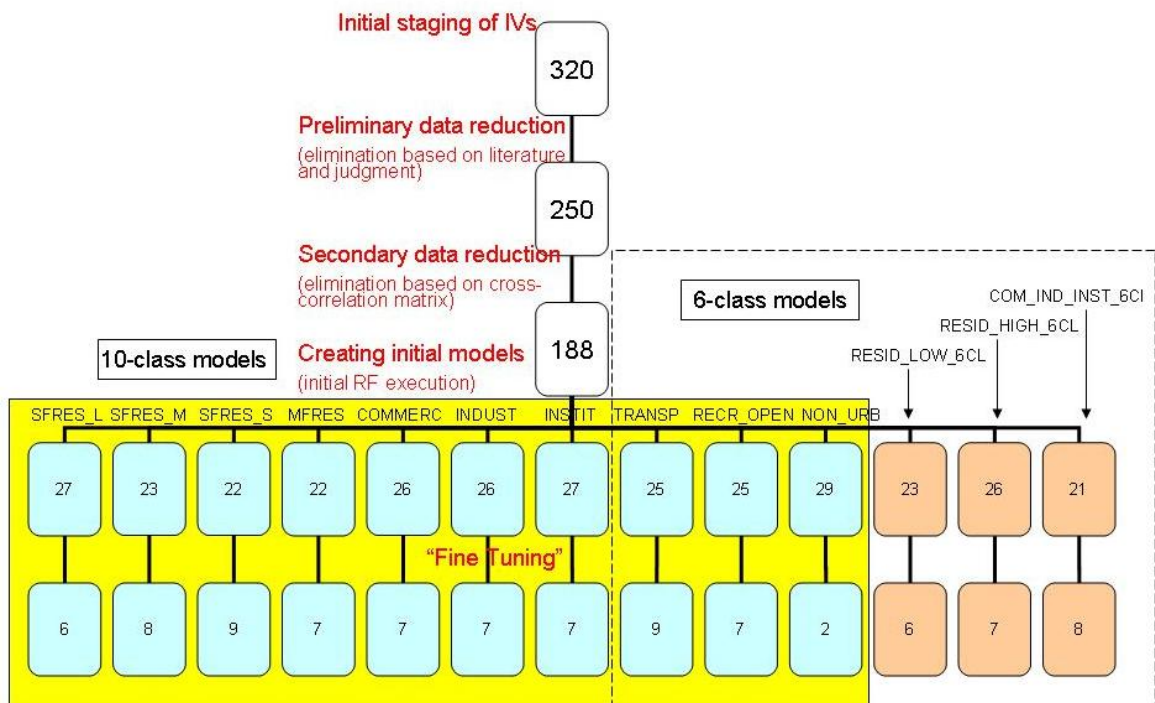 Initial staging of IVs
320
Preliminary data reduction
(elimination based on literature
and judgment)
250
Secondary data reduction
(elimination based on cross-
correlation matrix)
6-class models
COM_IND_INST_6Cl
RESID_HIGH_6CL
RESID_LOW_6CL
10-class models
Creating initial models
(initial RF execution)
188
SFRES_L SFRES_M SFRES_S MFRES COMMERC INDUST INSTIT TRANSP RECR_OPEN NON_URB
27 23 22 22 26 26 27 25 25 29 23 26 21
“Fine Tuning”
6 8 9 7 7 7 7 9 7 2 6 7 8